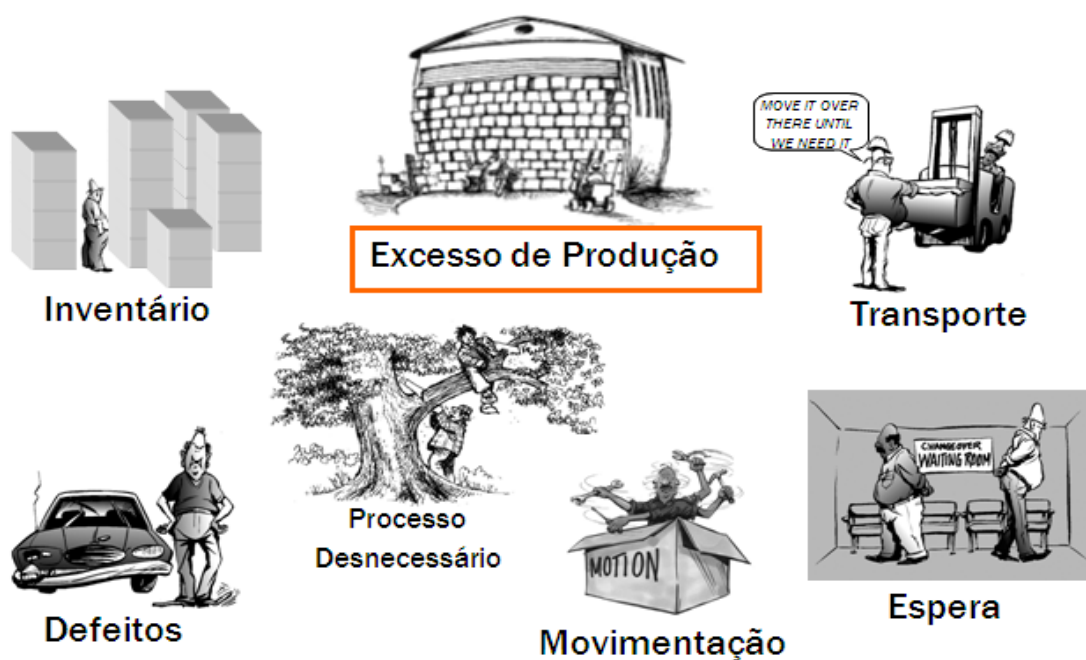 MOVE IT OVER
THERE UNTIL
WE NEED IT
Excesso de Produção
Inventário
Transporte
CHANGEOVER
WAITING ROOM
Processo
Desnecessário
MOTION
Espera
Defeitos
Movimentação